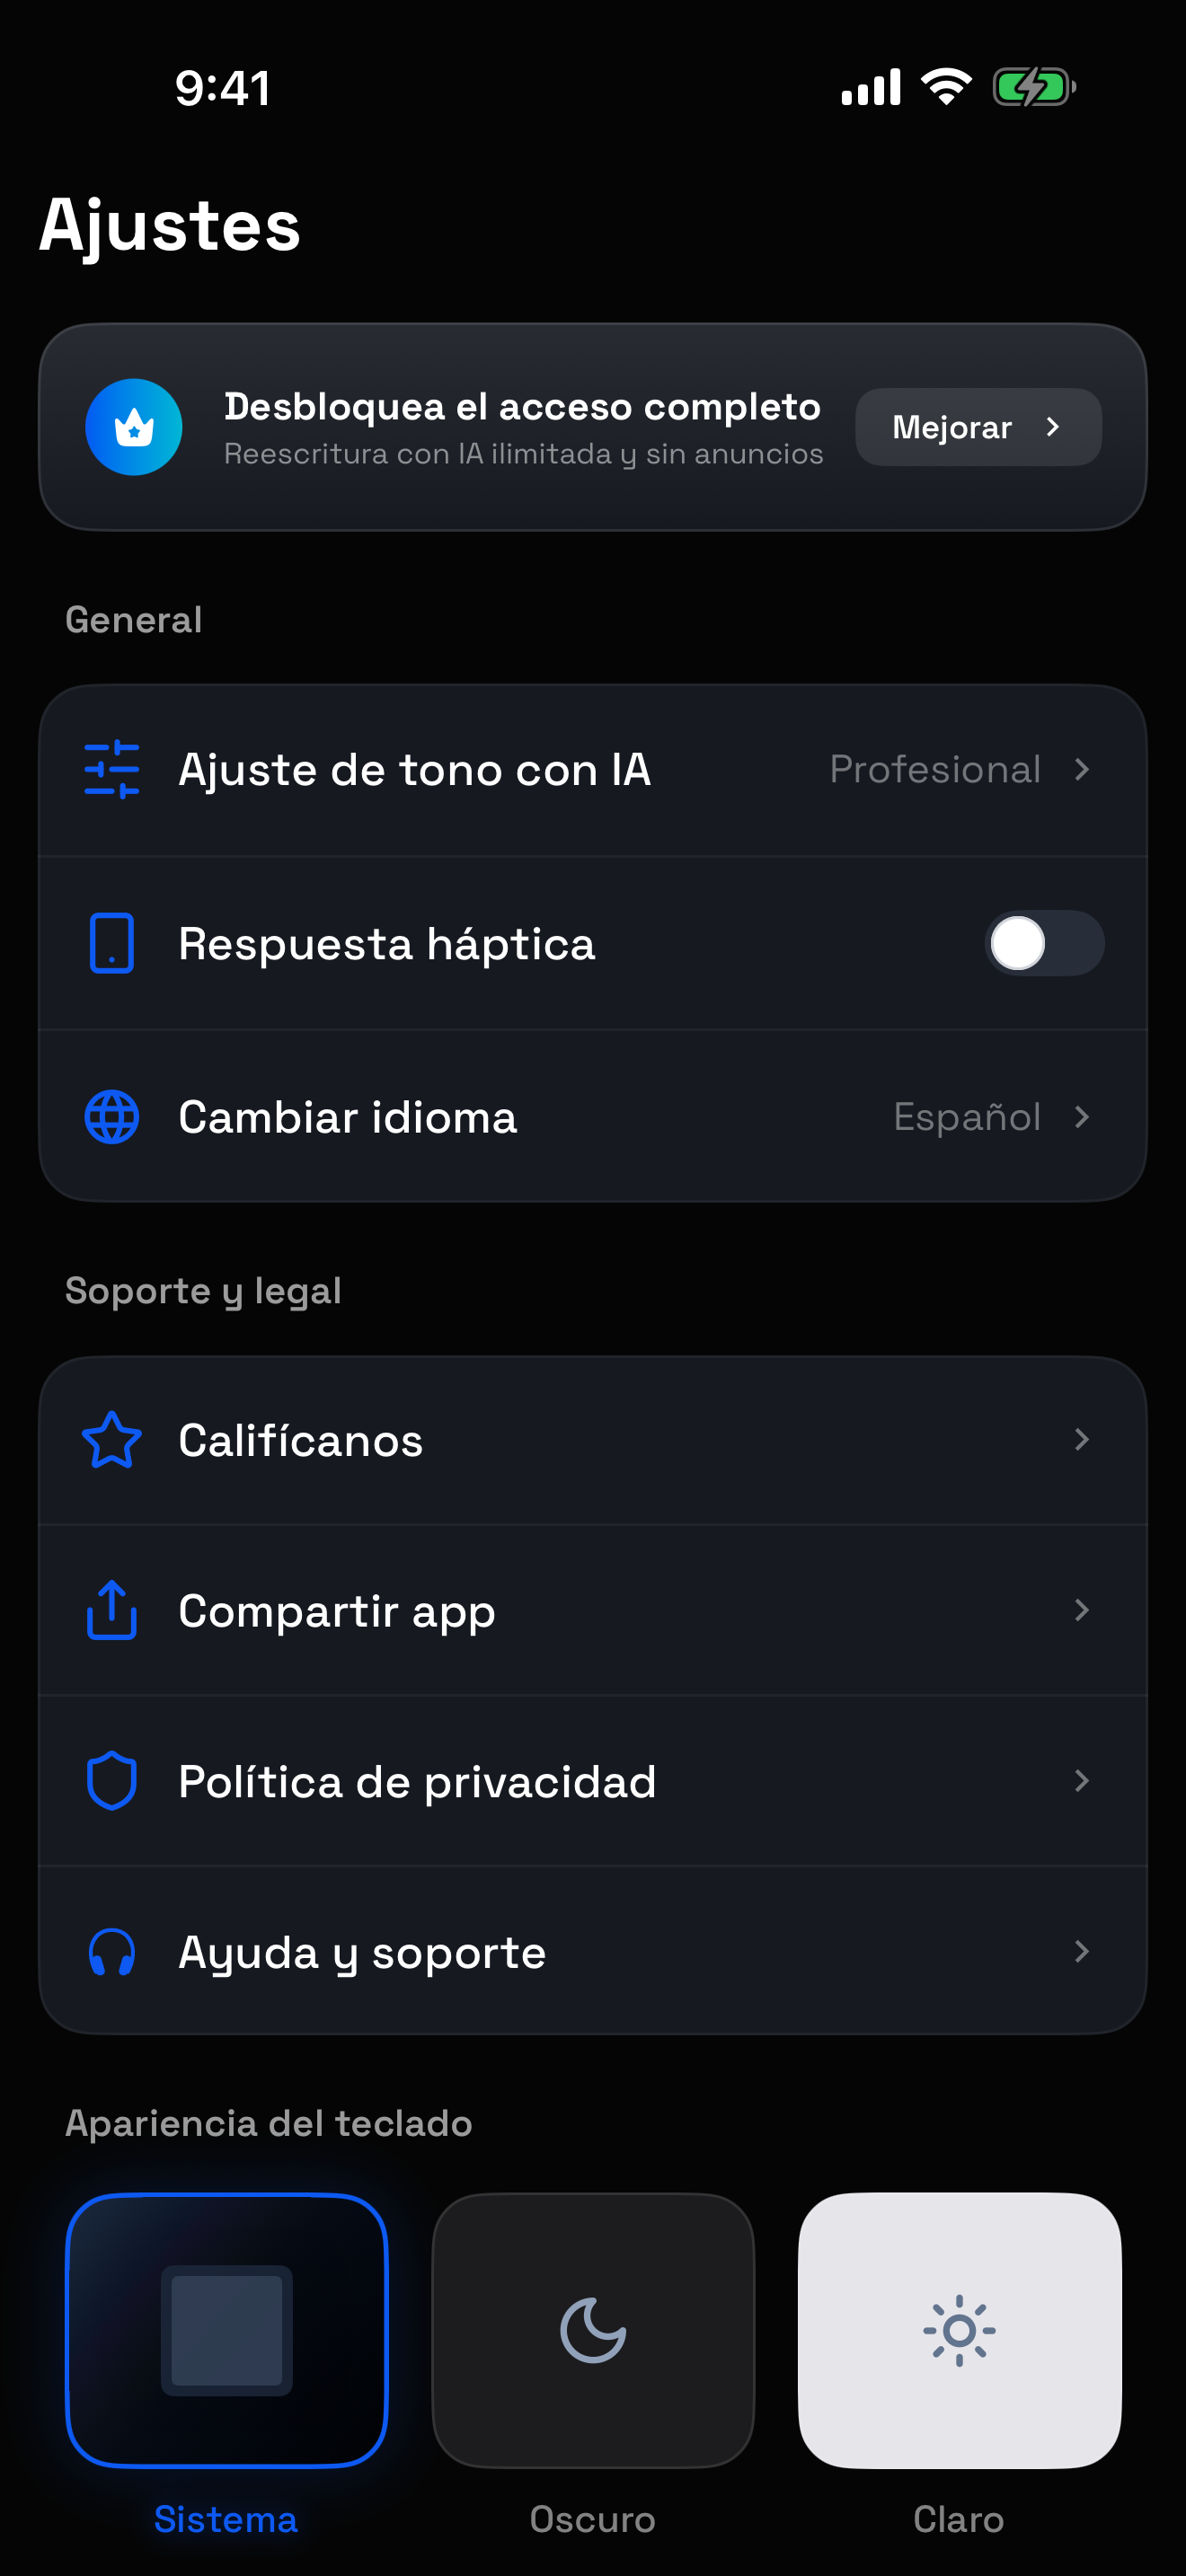 9:41
Ajustes
Desbloquea el acceso completo
Reescritura con IA ilimitada y sin anuncios
Mejorar
General
Ajuste de tono con IA
Profesional
Respuesta háptica
Cambiar idioma
Español
Soporte y legal
Califícanos
Compartir app
Política de privacidad
Ayuda y soporte
Apariencia del teclado
Sistema
Oscuro
Claro